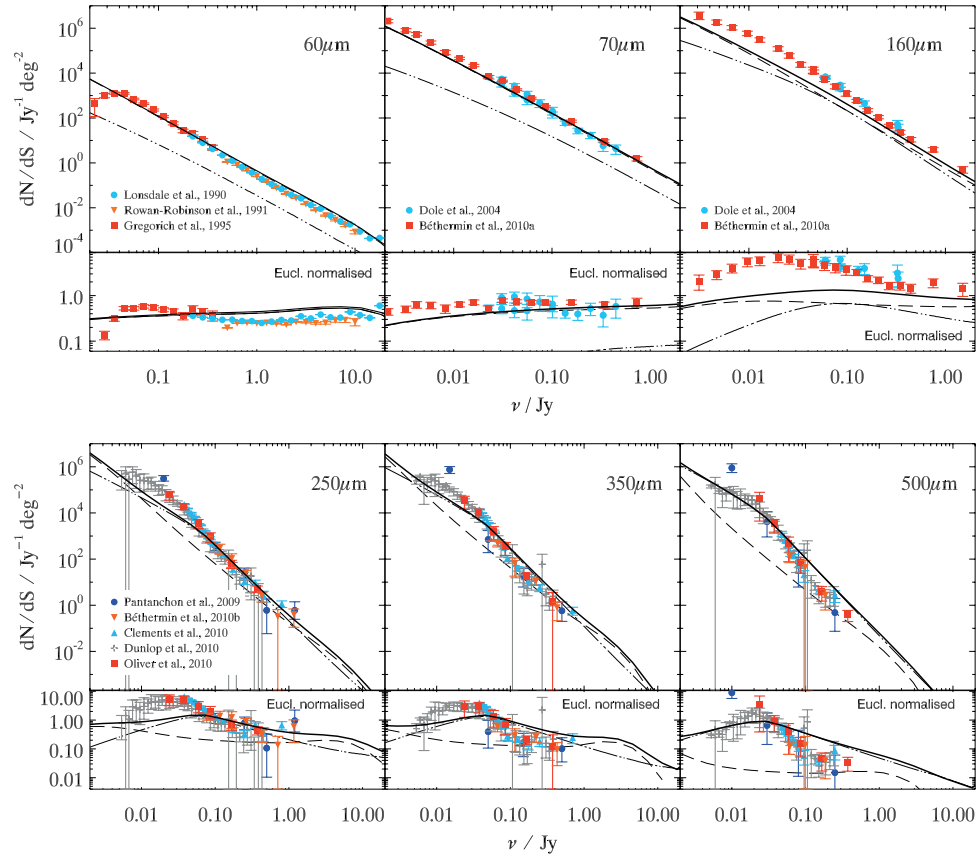 60μm
70μm
160μm
dN/dS / Jy⁻¹ deg⁻²
10⁶
10⁴
10²
10⁰
10⁻²
10⁻⁴
Lonsdale et al., 1990
Rowan-Robinson et al., 1991
Gregorich et al., 1995
Dole et al., 2004
Béthermin et al., 2010a
Dole et al., 2004
Béthermin et al., 2010a
Eucl. normalised
Eucl. normalised
Eucl. normalised
1.0
0.1
0.1 1.0 10.0
0.01 0.10 1.00
0.01 0.10 1.00
ν / Jy
250μm
350μm
500μm
dN/dS / Jy⁻¹ deg⁻²
10⁶
10⁴
10²
10⁰
10⁻²
Pantanchon et al., 2009
Béthermin et al., 2010b
Clements et al., 2010
Dunlop et al., 2010
Oliver et al., 2010
Eucl. normalised
Eucl. normalised
Eucl. normalised
10.00
1.00
0.10
0.01
0.01 0.10 1.00 10.00
0.01 0.10 1.00 10.00
0.01 0.10 1.00 10.00
ν / Jy